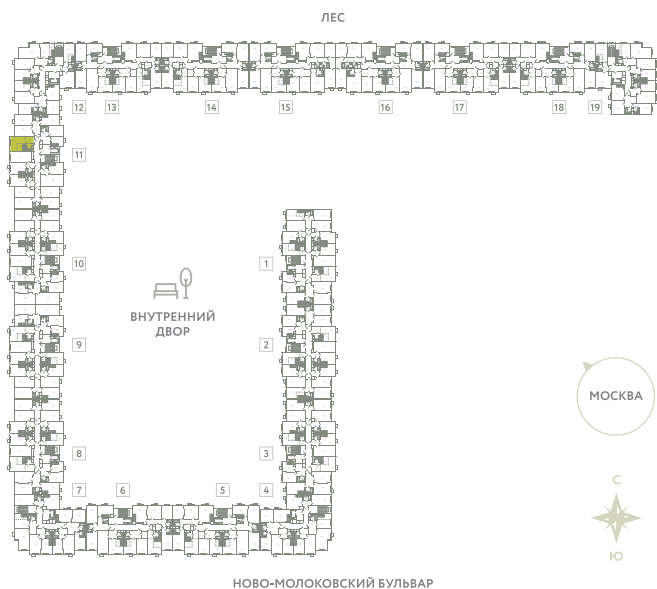 ЛЕС
12 13 14 15 16 17 18 19
11
10 1
ВНУТРЕННИЙ
ДВОР
9 2
МОСКВА
8 3
7 6 5 4
С
Ю
НОВО-МОЛОКОВСКИЙ БУЛЬВАР